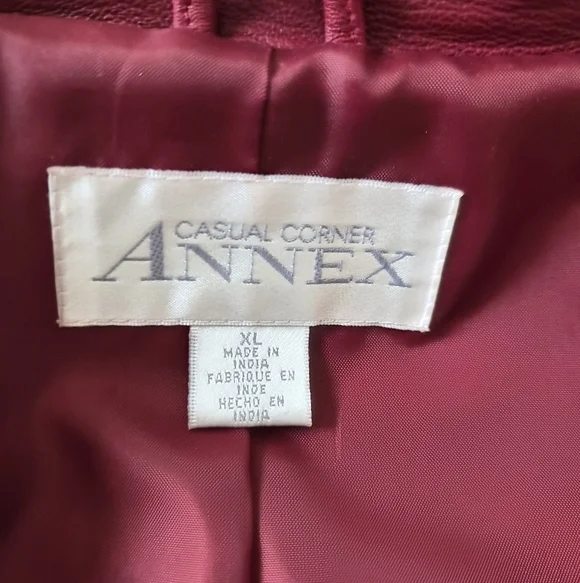 CASUAL CORNER
ANNEX
XL
MADE IN
INDIA
FABRIQUE EN
INDE
HECHO EN
INDIA